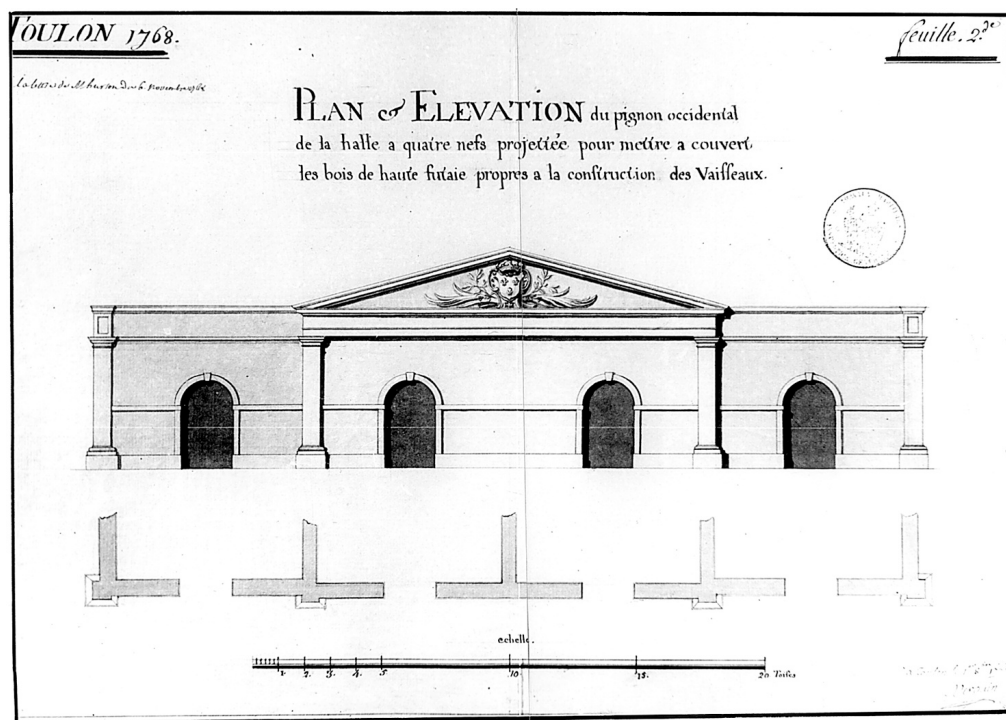 TOULON 1768.
feuille. 2.de
PLAN & ELEVATION du pignon occidental
de la halle a quatre nefs projettée pour mettre a couvert
les bois de haute futaie propres a la construction des Vaisseaux.
echelle.
1. 2. 3. 4. 5. 10. 15. 20 Toises